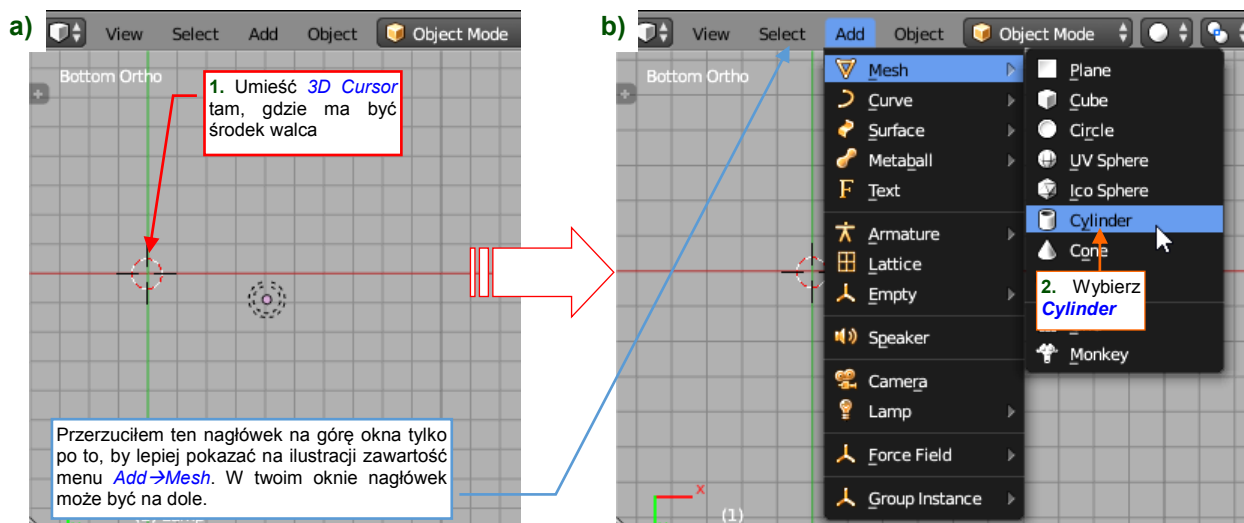 a)
View Select Add Object Object Mode
Bottom Ortho
1. Umieść 3D Cursor
tam, gdzie ma być
środek walca
Przerzuciłem ten nagłówek na górę okna tylko
po to, by lepiej pokazać na ilustracji zawartość
menu Add→Mesh. W twoim oknie nagłówek
może być na dole.
b)
View Select Add Object Object Mode
Bottom Ortho
Mesh
Curve
Surface
Metaball
Text
Armature
Lattice
Empty
Speaker
Camera
Lamp
Force Field
Group Instance
Plane
Cube
Circle
UV Sphere
Ico Sphere
Cylinder
Cone
2. Wybierz
Cylinder
Monkey
x
(1)